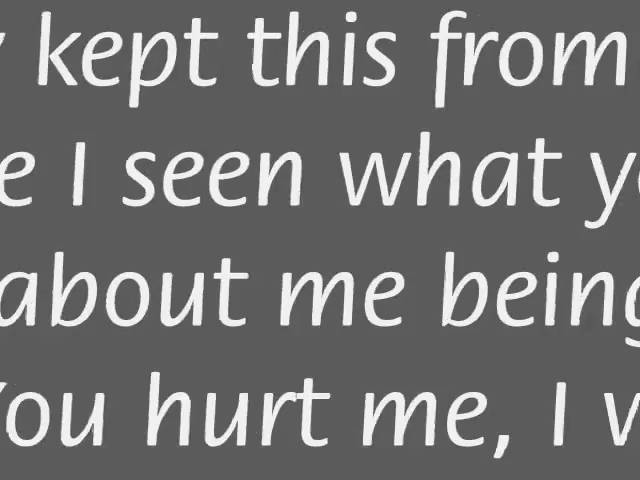 kept this from
I seen what
about me being
You hurt me, I